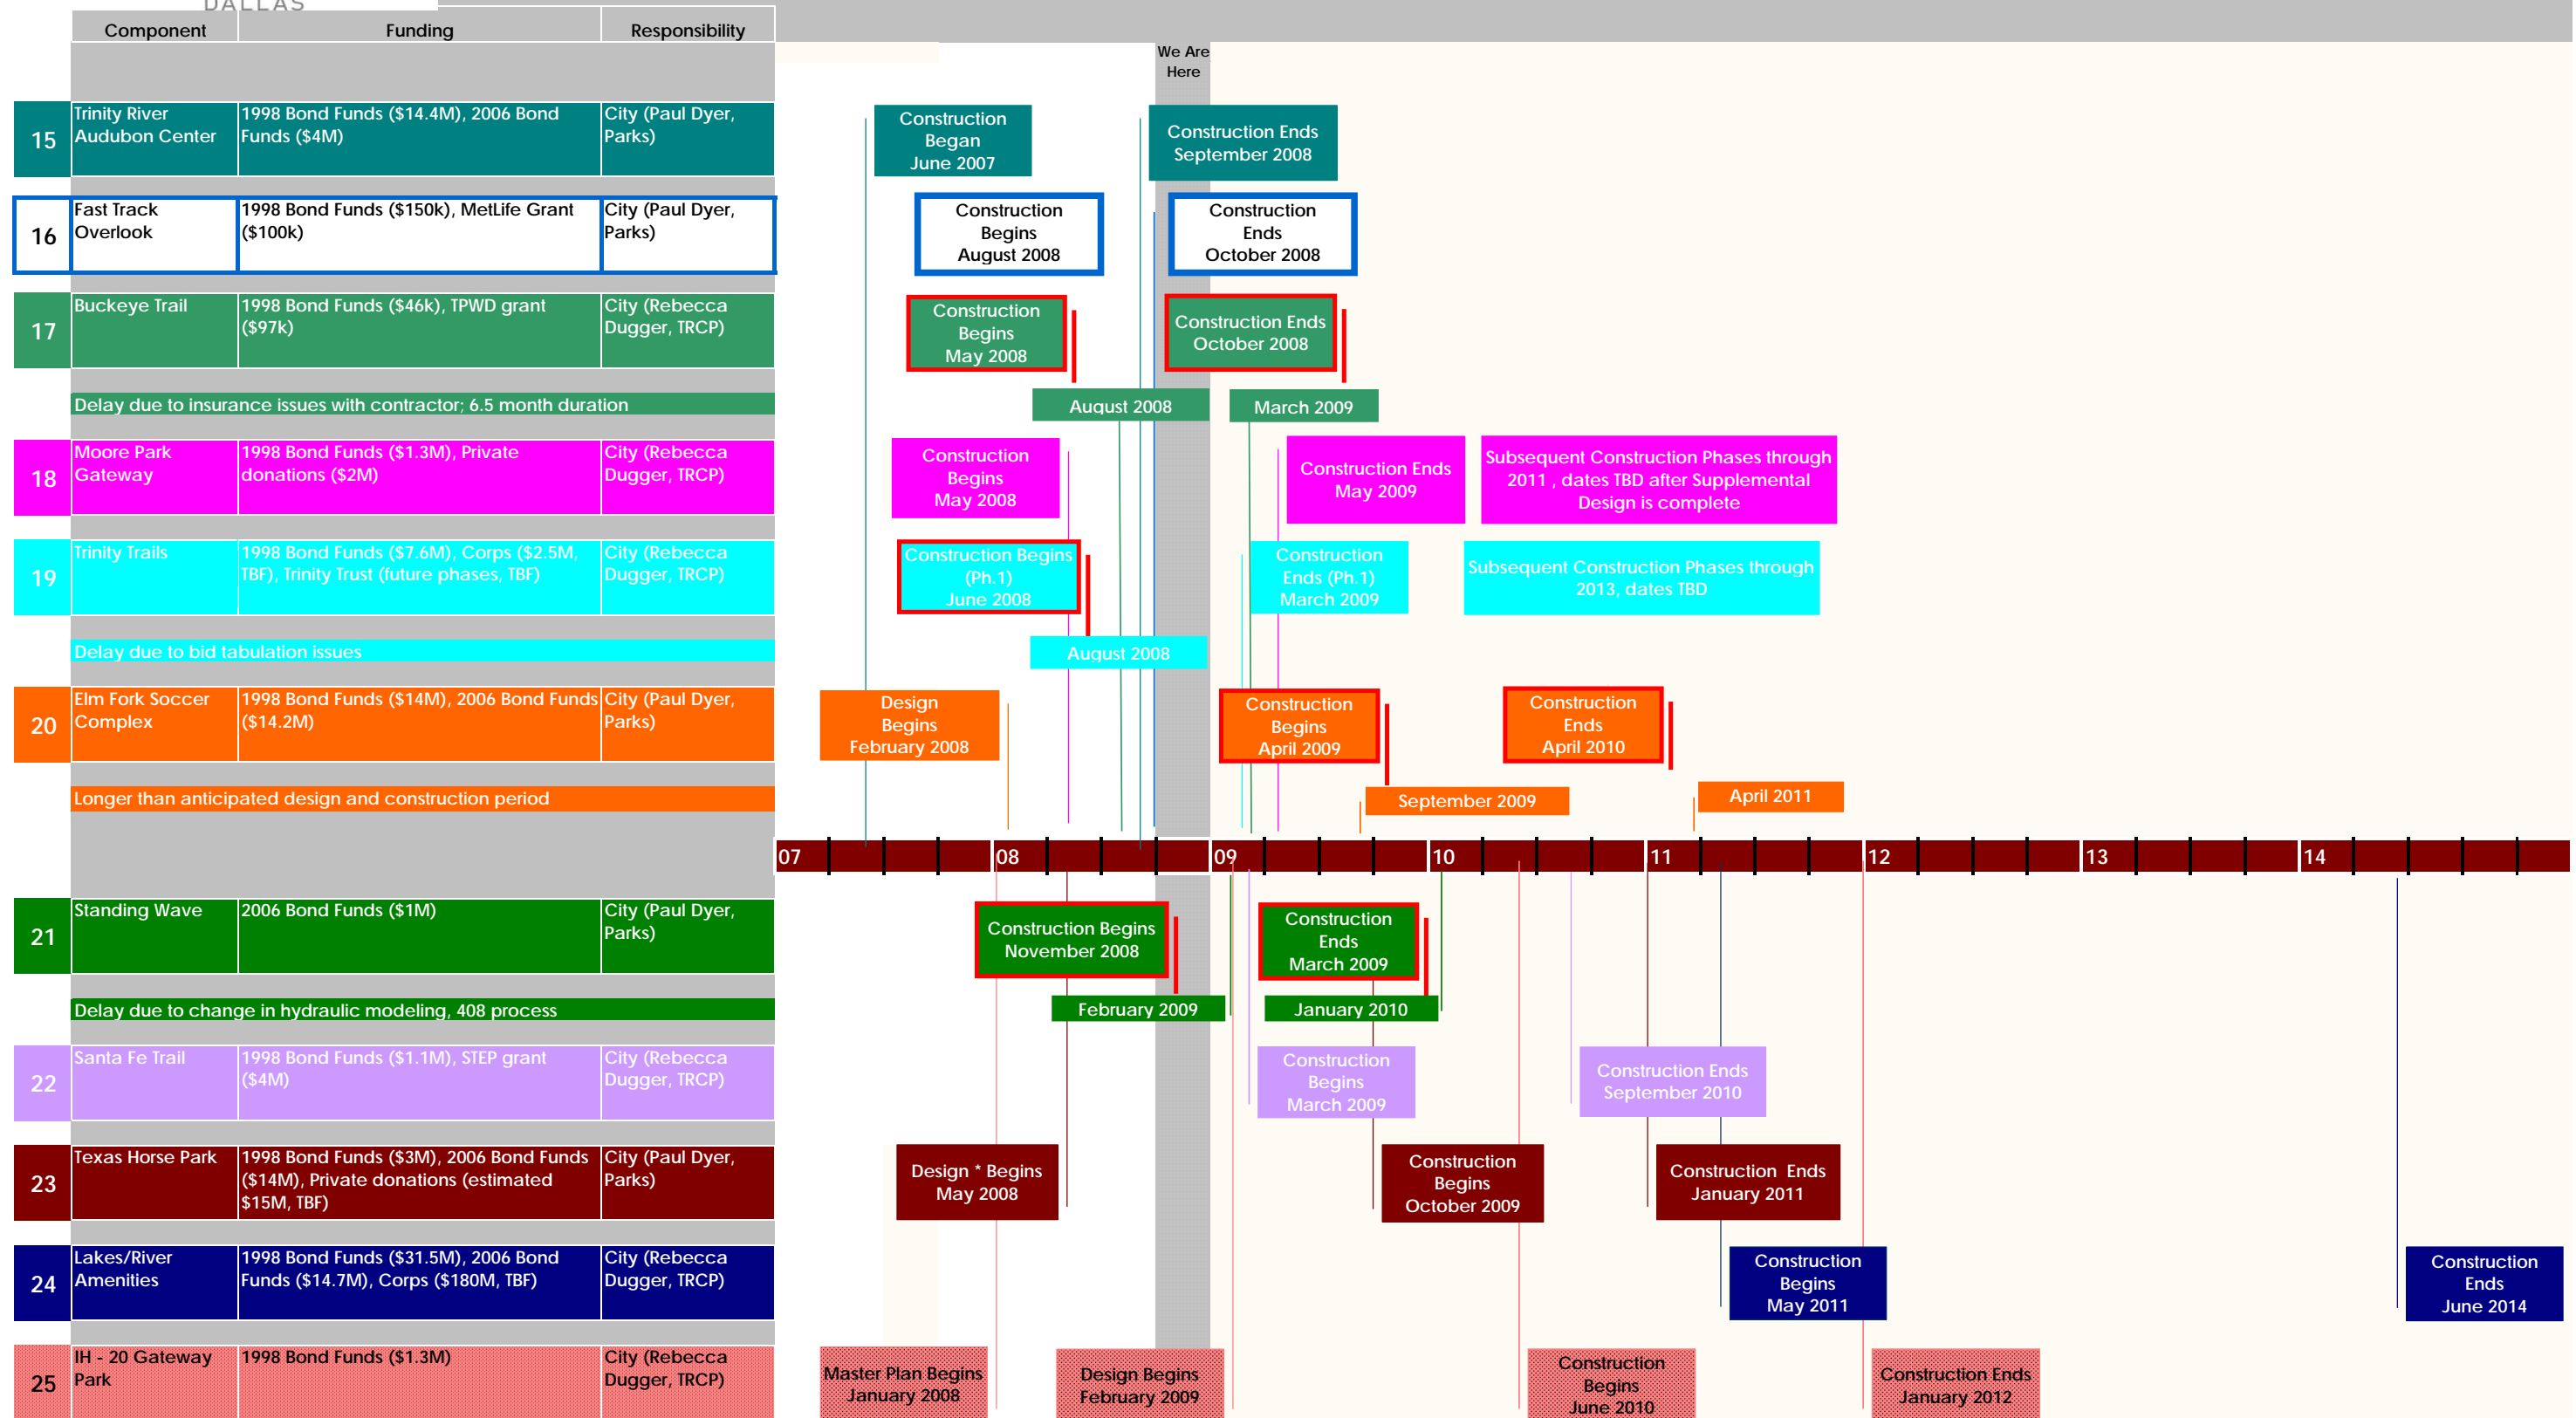 DALLAS
Component Funding Responsibility
We Are
Here
15
Trinity River
Audubon Center
1998 Bond Funds ($14.4M), 2006 Bond
Funds ($4M)
City (Paul Dyer,
Parks)
Construction
Began
June 2007
Construction Ends
September 2008
16
Fast Track
Overlook
1998 Bond Funds ($150k), MetLife Grant
($100k)
City (Paul Dyer,
Parks)
Construction
Begins
August 2008
Construction
Ends
October 2008
17
Buckeye Trail
1998 Bond Funds ($46k), TPWD grant
($97k)
City (Rebecca
Dugger, TRCP)
Construction
Begins
May 2008
Construction Ends
October 2008
Delay due to insurance issues with contractor; 6.5 month duration
August 2008
March 2009
18
Moore Park
Gateway
1998 Bond Funds ($1.3M), Private
donations ($2M)
City (Rebecca
Dugger, TRCP)
Construction
Begins
May 2008
Construction Ends
May 2009
Subsequent Construction Phases through
2011 , dates TBD after Supplemental
Design is complete
19
Trinity Trails
1998 Bond Funds ($7.6M), Corps ($2.5M,
TBF), Trinity Trust (future phases, TBF)
City (Rebecca
Dugger, TRCP)
Construction Begins
(Ph.1)
June 2008
Construction
Ends (Ph.1)
March 2009
Subsequent Construction Phases through
2013, dates TBD
Delay due to bid tabulation issues
August 2008
20
Elm Fork Soccer
Complex
1998 Bond Funds ($14M), 2006 Bond Funds
($14.2M)
City (Paul Dyer,
Parks)
Design
Begins
February 2008
Construction
Begins
April 2009
Construction
Ends
April 2010
Longer than anticipated design and construction period
September 2009
April 2011
07 08 09 10 11 12 13 14
21
Standing Wave
2006 Bond Funds ($1M)
City (Paul Dyer,
Parks)
Construction Begins
November 2008
Construction
Ends
March 2009
Delay due to change in hydraulic modeling, 408 process
February 2009
January 2010
22
Santa Fe Trail
1998 Bond Funds ($1.1M), STEP grant
($4M)
City (Rebecca
Dugger, TRCP)
Construction
Begins
March 2009
Construction Ends
September 2010
23
Texas Horse Park
1998 Bond Funds ($3M), 2006 Bond Funds
($14M), Private donations (estimated
$15M, TBF)
City (Paul Dyer,
Parks)
Design * Begins
May 2008
Construction
Begins
October 2009
Construction Ends
January 2011
24
Lakes/River
Amenities
1998 Bond Funds ($31.5M), 2006 Bond
Funds ($14.7M), Corps ($180M, TBF)
City (Rebecca
Dugger, TRCP)
Construction
Begins
May 2011
Construction
Ends
June 2014
25
IH - 20 Gateway
Park
1998 Bond Funds ($1.3M)
City (Rebecca
Dugger, TRCP)
Master Plan Begins
January 2008
Design Begins
February 2009
Construction
Begins
June 2010
Construction Ends
January 2012